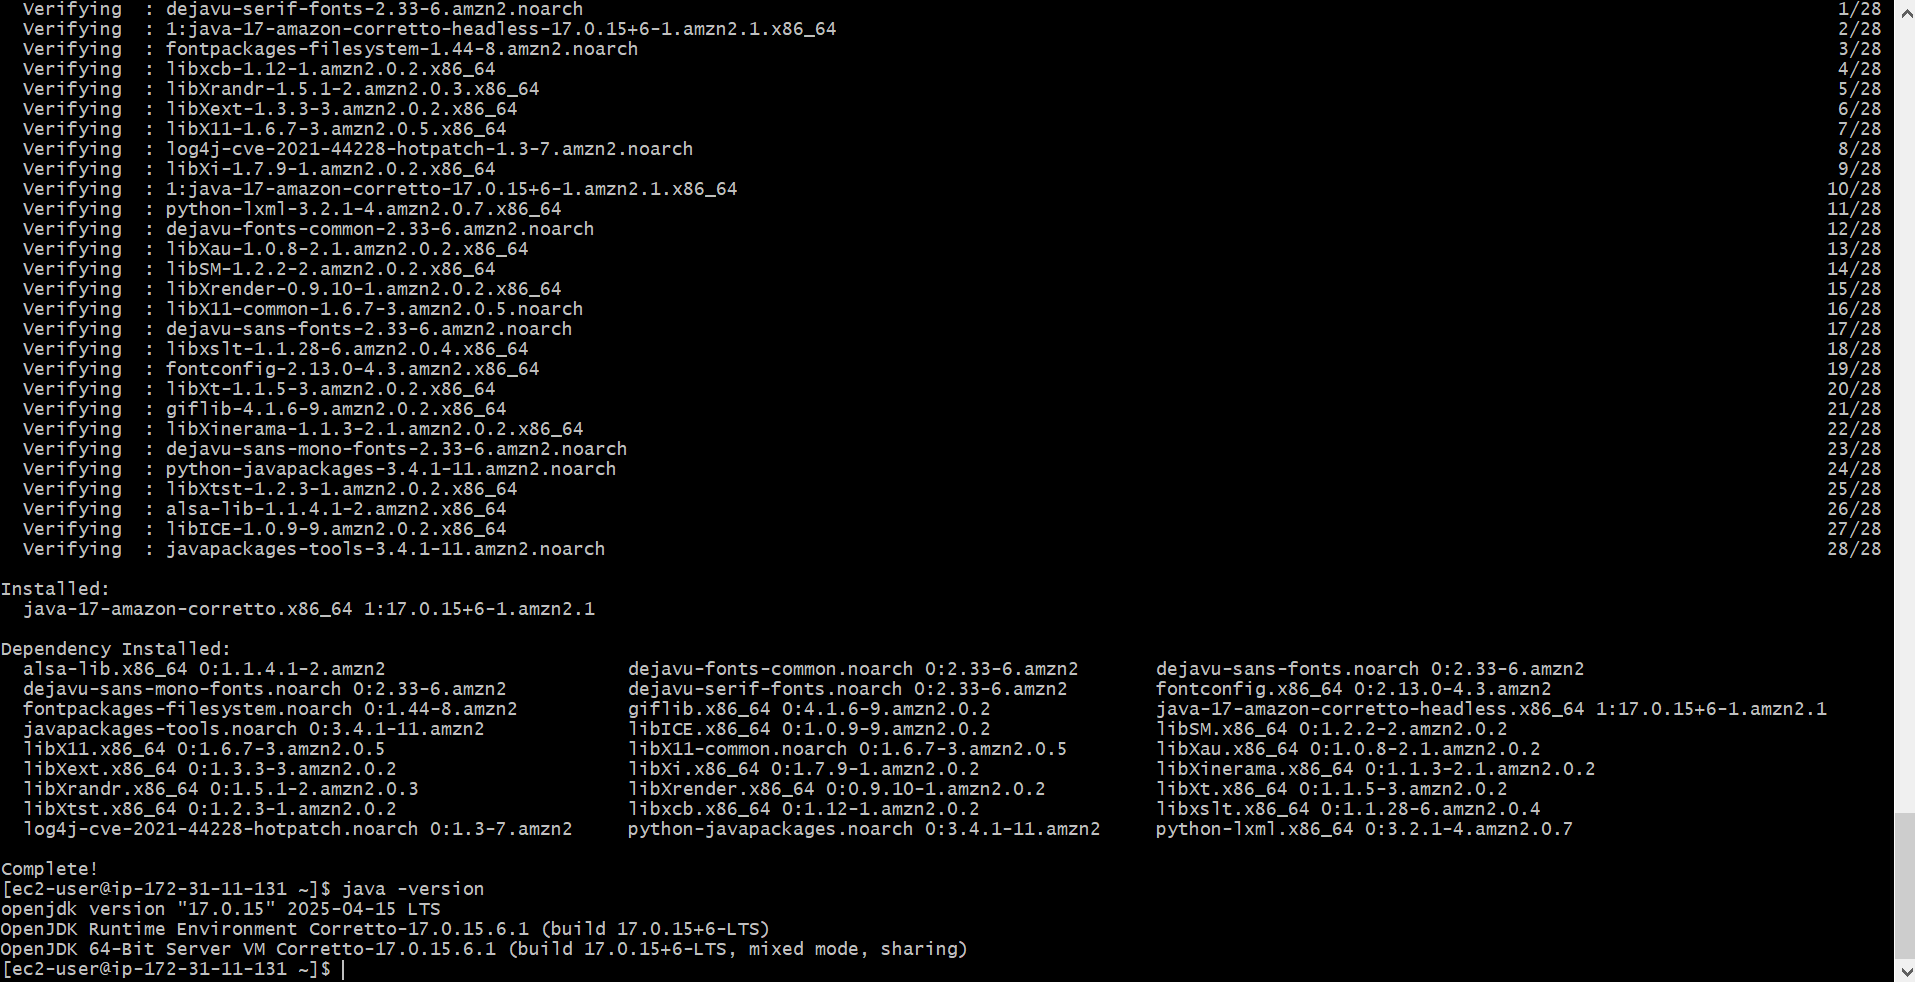 Verifying  : dejavu-serif-fonts-2.33-6.amzn2.noarch 1/28
Verifying  : 1:java-17-amazon-corretto-headless-17.0.15+6-1.amzn2.1.x86_64 2/28
Verifying  : fontpackages-filesystem-1.44-8.amzn2.noarch 3/28
Verifying  : libxcb-1.12-1.amzn2.0.2.x86_64 4/28
Verifying  : libXrandr-1.5.1-2.amzn2.0.3.x86_64 5/28
Verifying  : libXext-1.3.3-3.amzn2.0.2.x86_64 6/28
Verifying  : libX11-1.6.7-3.amzn2.0.5.x86_64 7/28
Verifying  : log4j-cve-2021-44228-hotpatch-1.3-7.amzn2.noarch 8/28
Verifying  : libXi-1.7.9-1.amzn2.0.2.x86_64 9/28
Verifying  : 1:java-17-amazon-corretto-17.0.15+6-1.amzn2.1.x86_64 10/28
Verifying  : python-lxml-3.2.1-4.amzn2.0.7.x86_64 11/28
Verifying  : dejavu-fonts-common-2.33-6.amzn2.noarch 12/28
Verifying  : libXau-1.0.8-2.1.amzn2.0.2.x86_64 13/28
Verifying  : libSM-1.2.2-2.amzn2.0.2.x86_64 14/28
Verifying  : libXrender-0.9.10-1.amzn2.0.2.x86_64 15/28
Verifying  : libX11-common-1.6.7-3.amzn2.0.5.noarch 16/28
Verifying  : dejavu-sans-fonts-2.33-6.amzn2.noarch 17/28
Verifying  : libxslt-1.1.28-6.amzn2.0.4.x86_64 18/28
Verifying  : fontconfig-2.13.0-4.3.amzn2.x86_64 19/28
Verifying  : libXt-1.1.5-3.amzn2.0.2.x86_64 20/28
Verifying  : giflib-4.1.6-9.amzn2.0.2.x86_64 21/28
Verifying  : libXinerama-1.1.3-2.1.amzn2.0.2.x86_64 22/28
Verifying  : dejavu-sans-mono-fonts-2.33-6.amzn2.noarch 23/28
Verifying  : python-javapackages-3.4.1-11.amzn2.noarch 24/28
Verifying  : libXtst-1.2.3-1.amzn2.0.2.x86_64 25/28
Verifying  : alsa-lib-1.1.4.1-2.amzn2.x86_64 26/28
Verifying  : libICE-1.0.9-9.amzn2.0.2.x86_64 27/28
Verifying  : javapackages-tools-3.4.1-11.amzn2.noarch 28/28
Installed:
java-17-amazon-corretto.x86_64 1:17.0.15+6-1.amzn2.1
Dependency Installed:
alsa-lib.x86_64 0:1.1.4.1-2.amzn2 dejavu-fonts-common.noarch 0:2.33-6.amzn2 dejavu-sans-fonts.noarch 0:2.33-6.amzn2
dejavu-sans-mono-fonts.noarch 0:2.33-6.amzn2 dejavu-serif-fonts.noarch 0:2.33-6.amzn2 fontconfig.x86_64 0:2.13.0-4.3.amzn2
fontpackages-filesystem.noarch 0:1.44-8.amzn2 giflib.x86_64 0:4.1.6-9.amzn2.0.2 java-17-amazon-corretto-headless.x86_64 1:17.0.15+6-1.amzn2.1
javapackages-tools.noarch 0:3.4.1-11.amzn2 libICE.x86_64 0:1.0.9-9.amzn2.0.2 libSM.x86_64 0:1.2.2-2.amzn2.0.2
libX11.x86_64 0:1.6.7-3.amzn2.0.5 libX11-common.noarch 0:1.6.7-3.amzn2.0.5 libXau.x86_64 0:1.0.8-2.1.amzn2.0.2
libXext.x86_64 0:1.3.3-3.amzn2.0.2 libXi.x86_64 0:1.7.9-1.amzn2.0.2 libXinerama.x86_64 0:1.1.3-2.1.amzn2.0.2
libXrandr.x86_64 0:1.5.1-2.amzn2.0.3 libXrender.x86_64 0:0.9.10-1.amzn2.0.2 libXt.x86_64 0:1.1.5-3.amzn2.0.2
libXtst.x86_64 0:1.2.3-1.amzn2.0.2 libxcb.x86_64 0:1.12-1.amzn2.0.2 libxslt.x86_64 0:1.1.28-6.amzn2.0.4
log4j-cve-2021-44228-hotpatch.noarch 0:1.3-7.amzn2 python-javapackages.noarch 0:3.4.1-11.amzn2 python-lxml.x86_64 0:3.2.1-4.amzn2.0.7
Complete!
[ec2-user@ip-172-31-11-131 ~]$ java -version
openjdk version "17.0.15" 2025-04-15 LTS
OpenJDK Runtime Environment Corretto-17.0.15.6.1 (build 17.0.15+6-LTS)
OpenJDK 64-Bit Server VM Corretto-17.0.15.6.1 (build 17.0.15+6-LTS, mixed mode, sharing)
[ec2-user@ip-172-31-11-131 ~]$